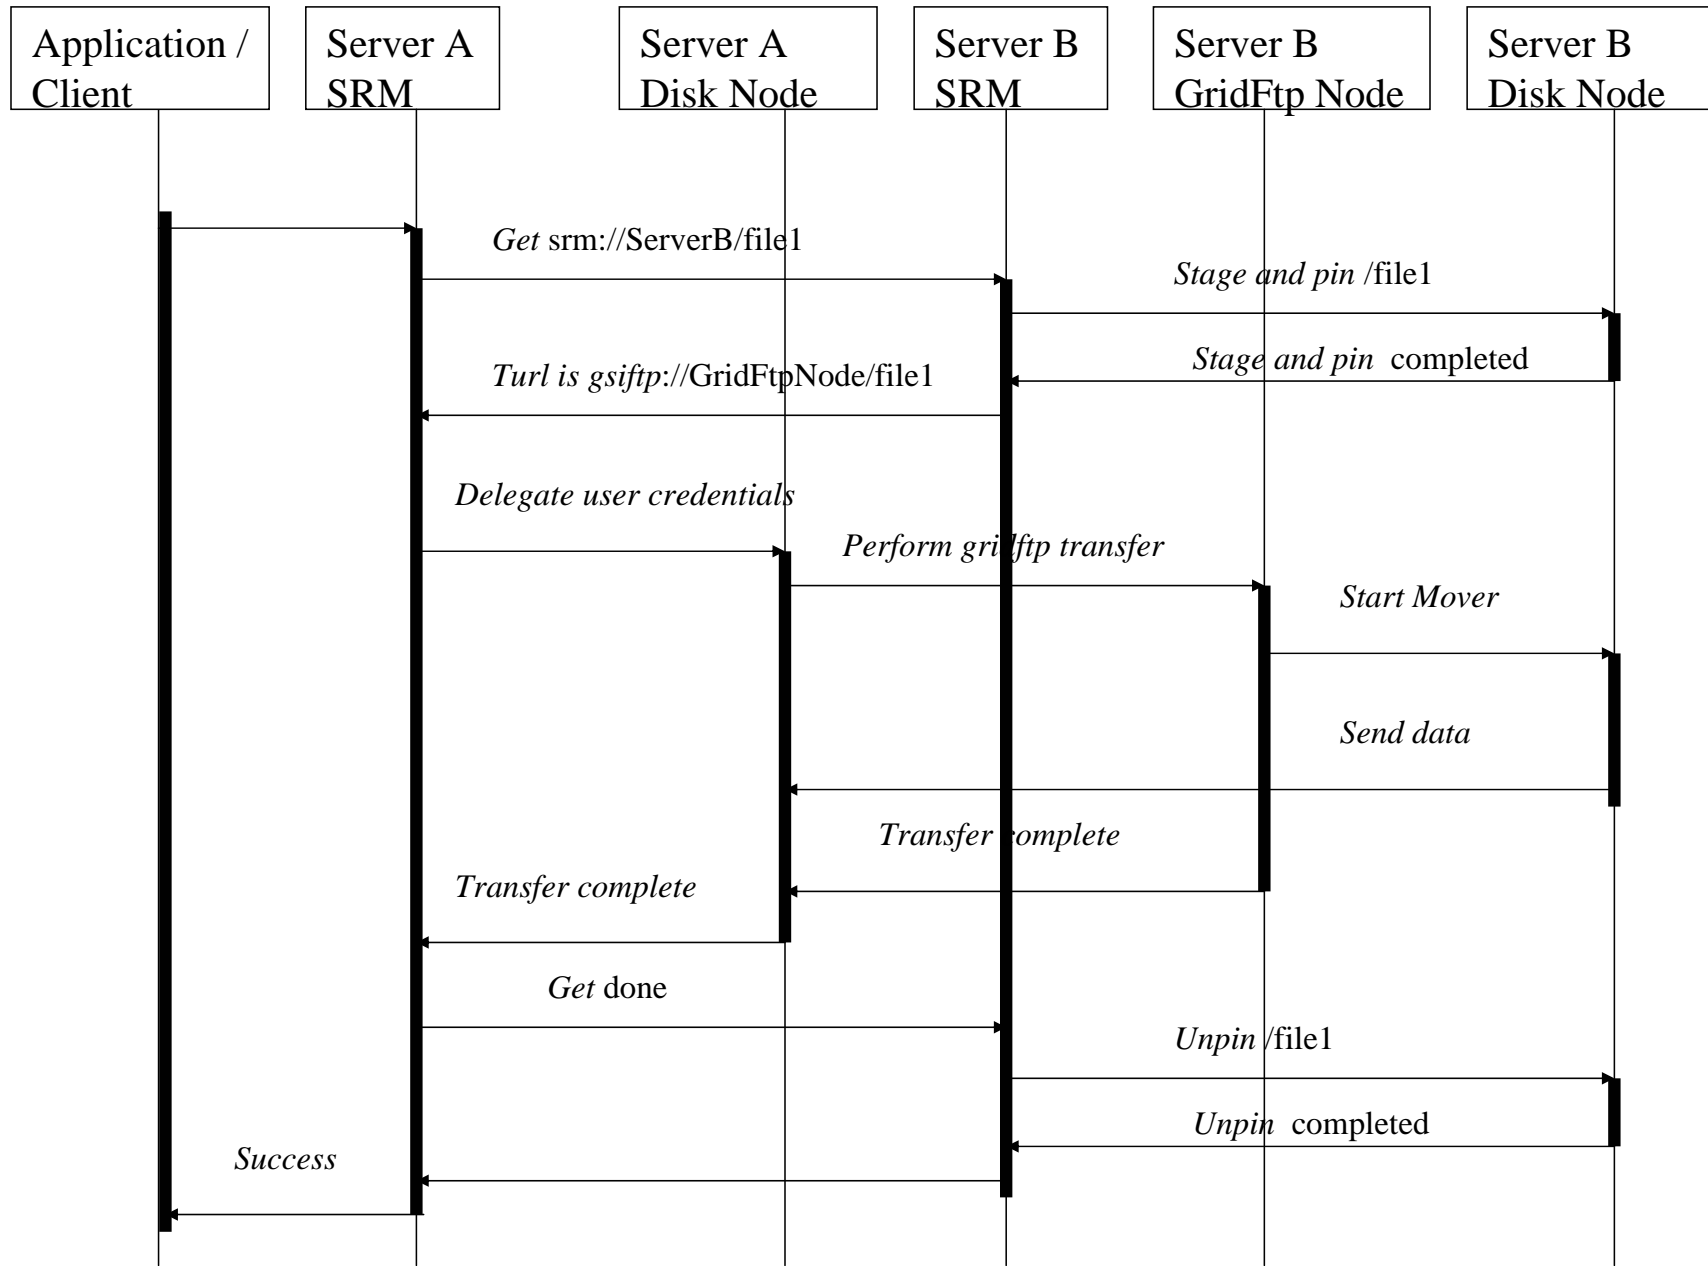 Application /
Client
Server A
SRM
Server A
Disk Node
Server B
SRM
Server B
GridFtp Node
Server B
Disk Node
Get srm://ServerB/file1
Stage and pin /file1
Stage and pin completed
Turl is gsiftp://GridFtpNode/file1
Delegate user credentials
Perform gridftp transfer
Start Mover
Send data
Transfer complete
Transfer complete
Get done
Unpin /file1
Unpin completed
Success